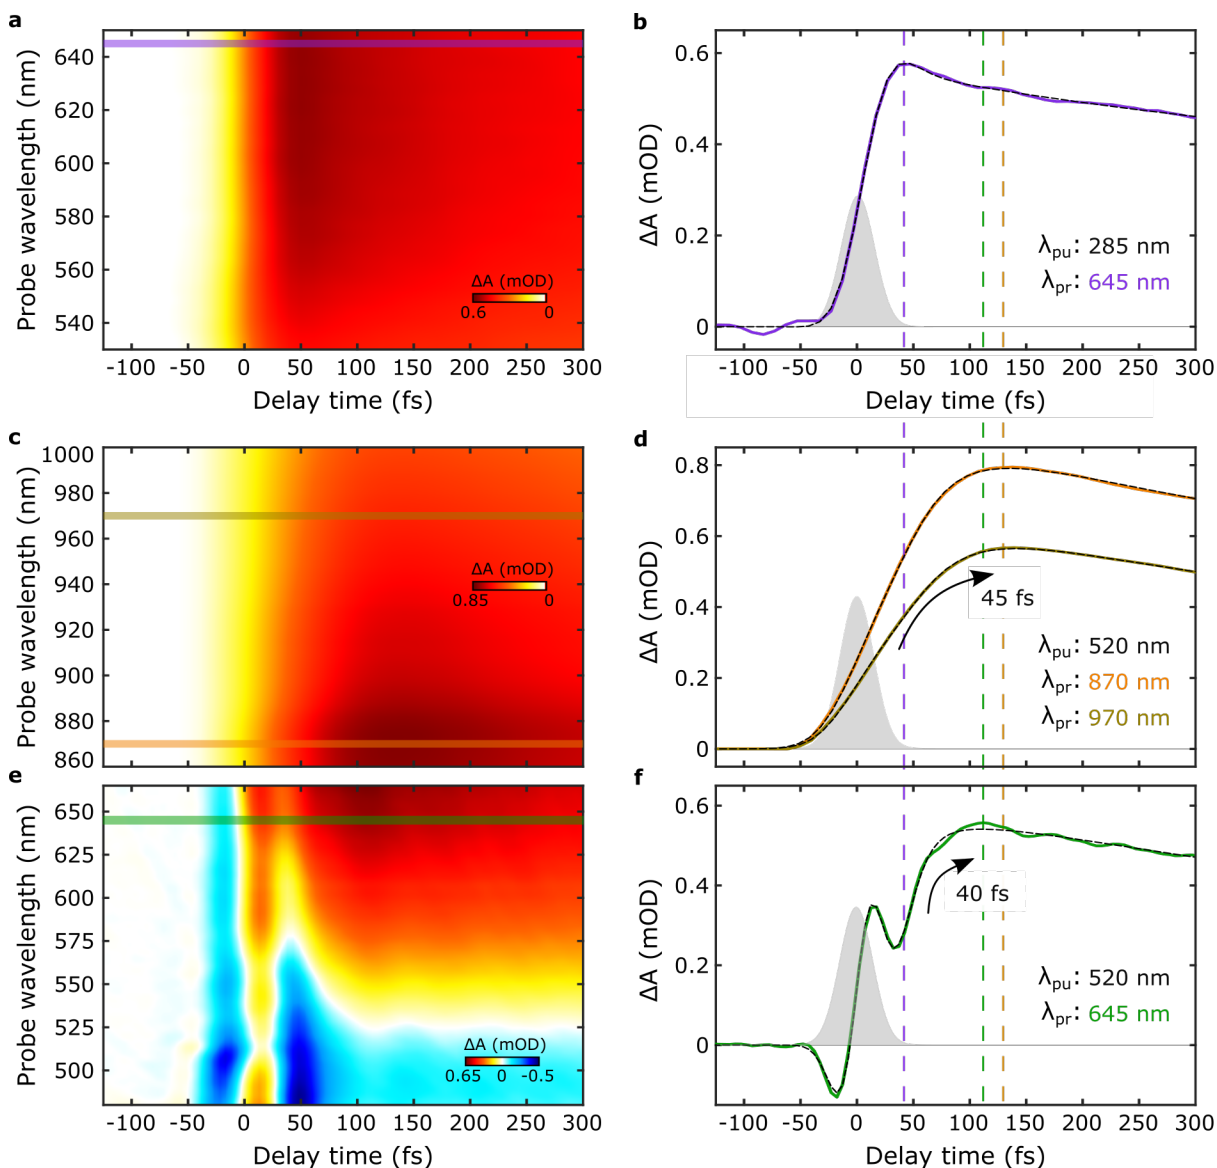 a
Probe wavelength (nm)
640
620
600
580
560
540
ΔA (mOD)
0.6 0
-100 -50 0 50 100 150 200 250 300
Delay time (fs)
b
ΔA (mOD)
0.6
0.4
0.2
0
λpu: 285 nm
λpr: 645 nm
-100 -50 0 50 100 150 200 250 300
Delay time (fs)
c
Probe wavelength (nm)
1000
980
960
940
920
900
880
860
ΔA (mOD)
0.85 0
d
ΔA (mOD)
0.8
0.6
0.4
0.2
0
45 fs
λpu: 520 nm
λpr: 870 nm
λpr: 970 nm
e
Probe wavelength (nm)
650
625
600
575
550
525
500
ΔA (mOD)
0.65 0 -0.5
-100 -50 0 50 100 150 200 250 300
Delay time (fs)
f
ΔA (mOD)
0.6
0.4
0.2
0
40 fs
λpu: 520 nm
λpr: 645 nm
-100 -50 0 50 100 150 200 250 300
Delay time (fs)